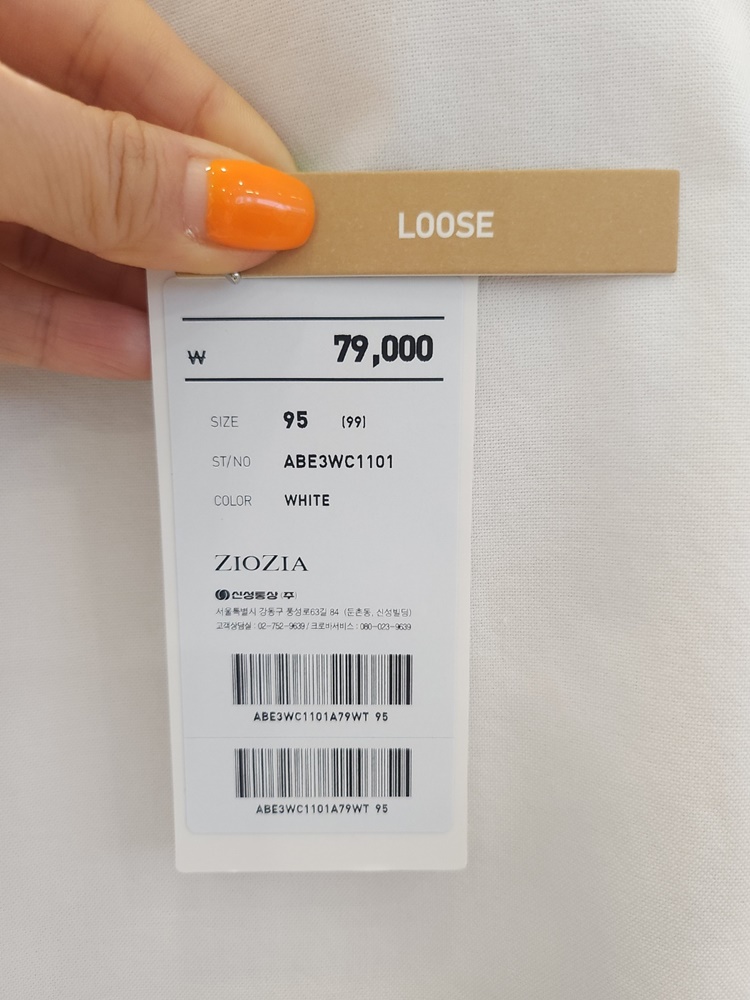 LOOSE
₩ 79,000
SIZE 95 (99)
ST/NO ABE3WC1101
COLOR WHITE
ZIOZIA
신성통상 (주)
서울특별시 강동구 풍성로63길 84 (둔촌동, 신성빌딩)
고객상담실 : 02-752-9639 / 크로바서비스 : 080-023-9639
ABE3WC1101A79WT 95
ABE3WC1101A79WT 95